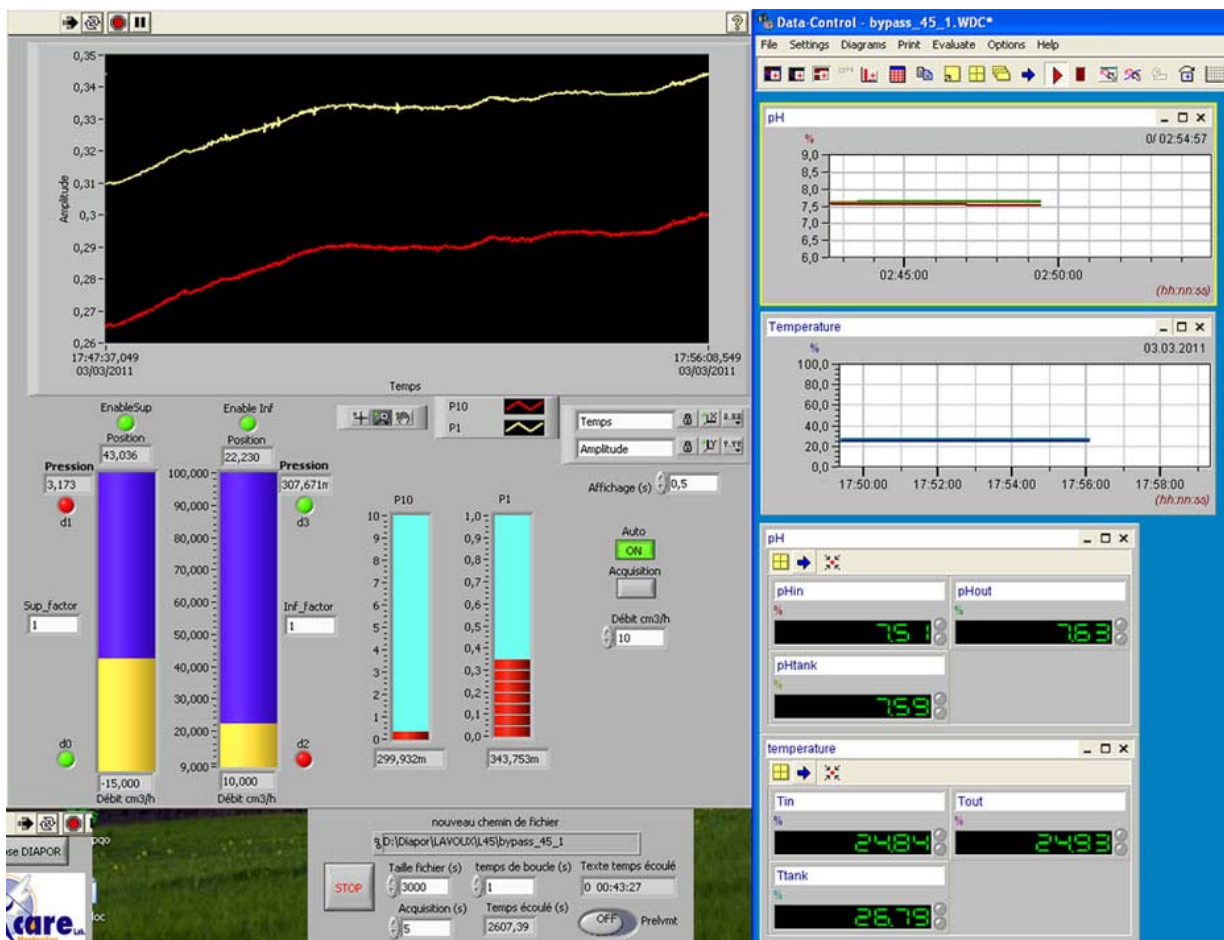 0,35
0,34
0,33
0,32
0,31
0,3
0,29
0,28
0,27
0,26
Amplitude
17:47:37,049
03/03/2011
17:56:08,549
03/03/2011
Temps
EnableSup
Position
43,036
Enable Inf
Position
22,230
P10
P1
Temps
Amplitude
Pression
3,173
d1
Pression
307,671m
d3
100,000
90,000
80,000
70,000
60,000
50,000
40,000
30,000
20,000
9,000
Sup_factor
1
Inf_factor
1
d0
d2
-15,000
Débit cm3/h
10,000
Débit cm3/h
P10
10
9
8
7
6
5
4
3
2
1
0
299,932m
P1
1,0
0,9
0,8
0,7
0,6
0,5
0,4
0,3
0,2
0,1
0,0
343,753m
Affichage (s) 0,5
Auto
ON
Acquisition
Débit cm3/h
10
se DIAPOR
care Lab.
nouveau chemin de fichier
D:\Diapor\LAVOUX\L45\bypass_45_1
STOP
Taille fichier (s)
3000
temps de boucle (s)
1
Texte temps écoulé
0 00:43:27
Acquisition (s)
5
Temps écoulé (s)
2607,39
OFF
Prelvmt
Data-Control - bypass_45_1.WDC*
File Settings Diagrams Print Evaluate Options Help
pH
%
0/ 02:54:57
9,0
8,5
8,0
7,5
7,0
6,5
6,0
02:45:00 02:50:00
(hh:nn:ss)
Temperature
%
03.03.2011
100,0
80,0
60,0
40,0
20,0
0,0
17:50:00 17:52:00 17:54:00 17:56:00 17:58:00
(hh:nn:ss)
pH
pHin
%
7.51
pHout
%
7.63
pHtank
%
7.59
temperature
Tin
%
24.84
Tout
%
24.93
Ttank
%
26.79